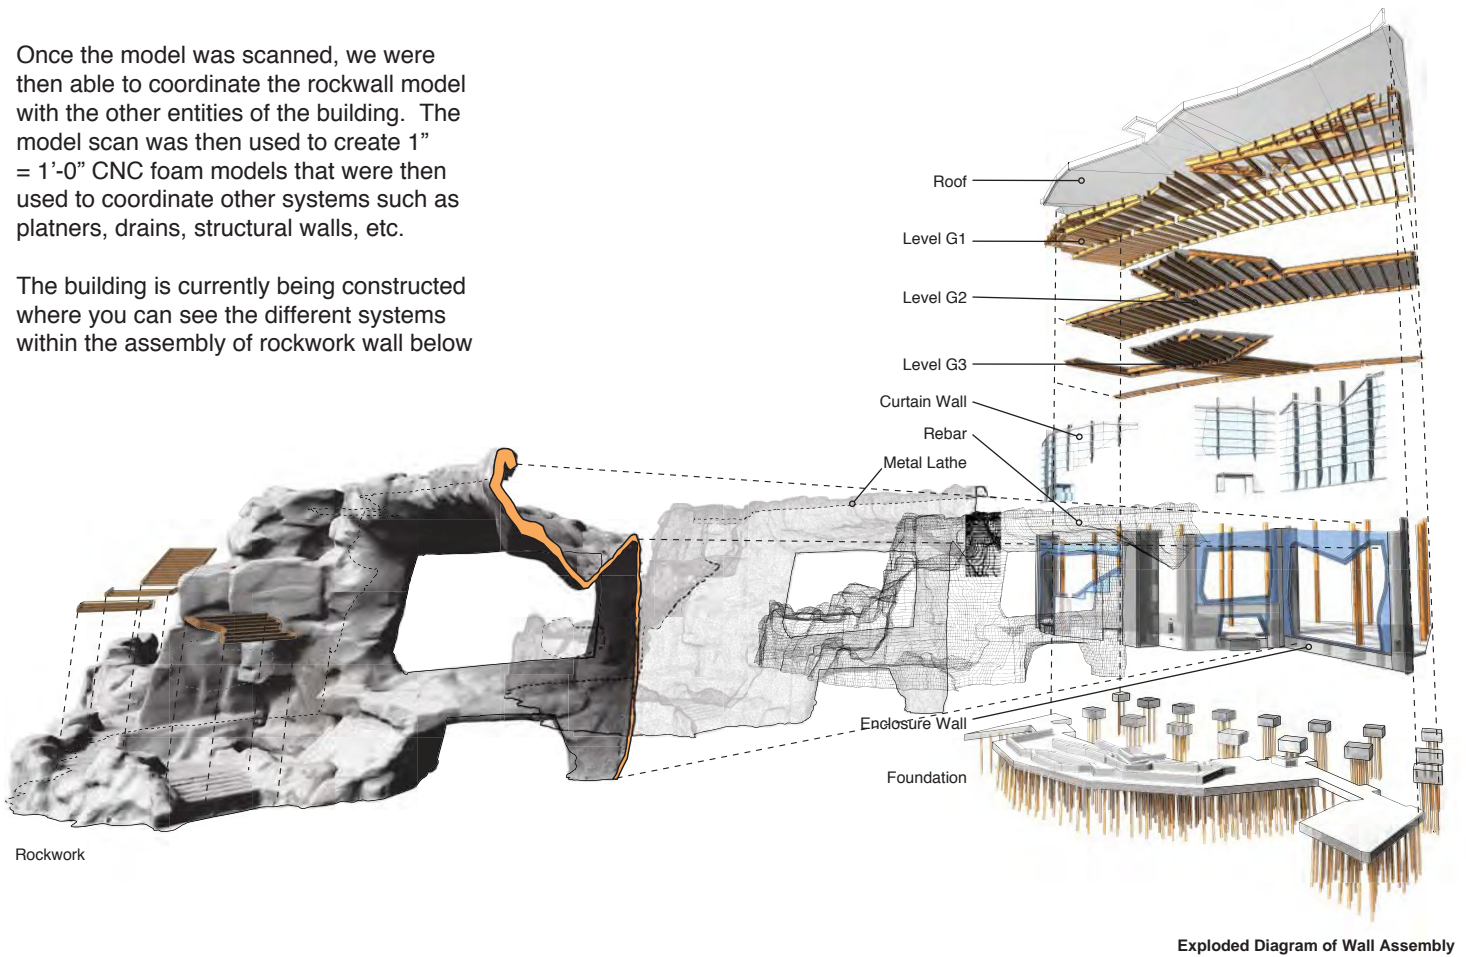 Once the model was scanned, we were
then able to coordinate the rockwall model
with the other entities of the building.  The
model scan was then used to create 1”
= 1’-0” CNC foam models that were then
used to coordinate other systems such as
platners, drains, structural walls, etc.
The building is currently being constructed
where you can see the different systems
within the assembly of rockwork wall below
Roof
Level G1
Level G2
Level G3
Curtain Wall
Rebar
Metal Lathe
Enclosure Wall
Foundation
Rockwork
Exploded Diagram of Wall Assembly